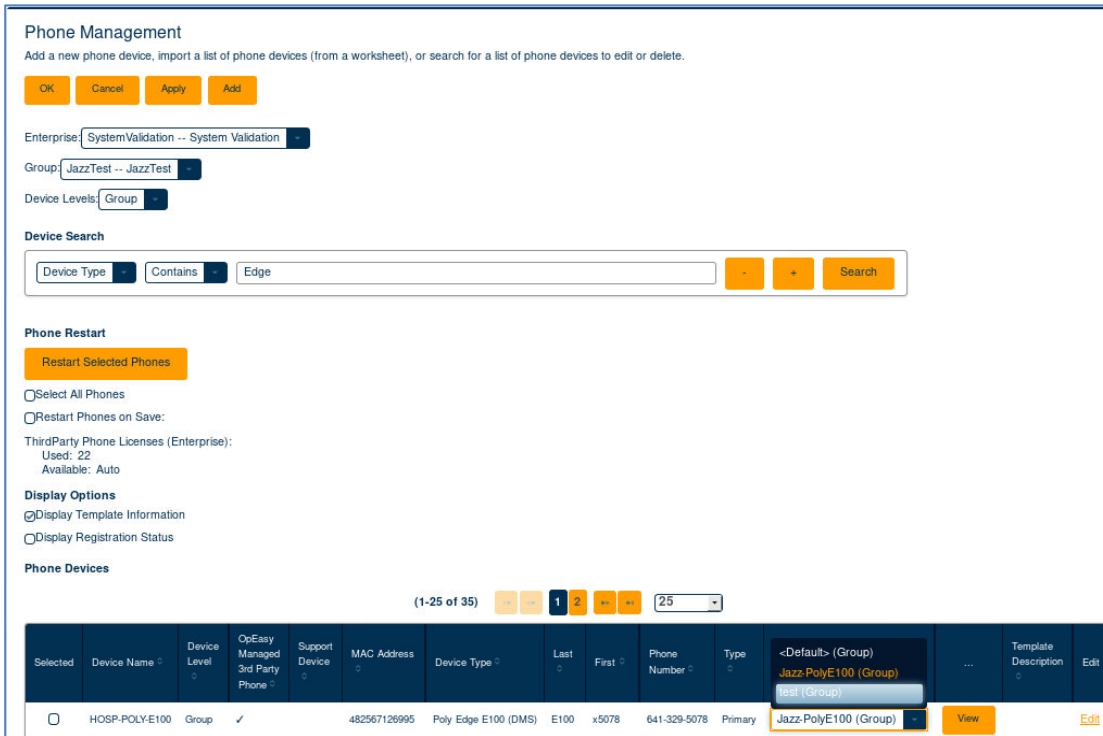 Phone Management
Add a new phone device, import a list of phone devices (from a worksheet), or search for a list of phone devices to edit or delete.
OK Cancel Apply Add
Enterprise: SystemValidation -- System Validation
Group: JazzTest -- JazzTest
Device Levels: Group
Device Search
Device Type Contains Edge - + Search
Phone Restart
Restart Selected Phones
Select All Phones
Restart Phones on Save:
ThirdParty Phone Licenses (Enterprise):
Used: 22
Available: Auto
Display Options
Display Template Information
Display Registration Status
Phone Devices
(1-25 of 35) 1 2 25
Selected Device Name Device Level OpEasy Managed 3rd Party Phone Support Device MAC Address Device Type Last First Phone Number Type ... Template Description Edit
<Default> (Group)
Jazz-PolyE100 (Group)
test (Group)
HOSP-POLY-E100 Group ✓ 482567126995 Poly Edge E100 (DMS) E100 x5078 641-329-5078 Primary Jazz-PolyE100 (Group) View Edit